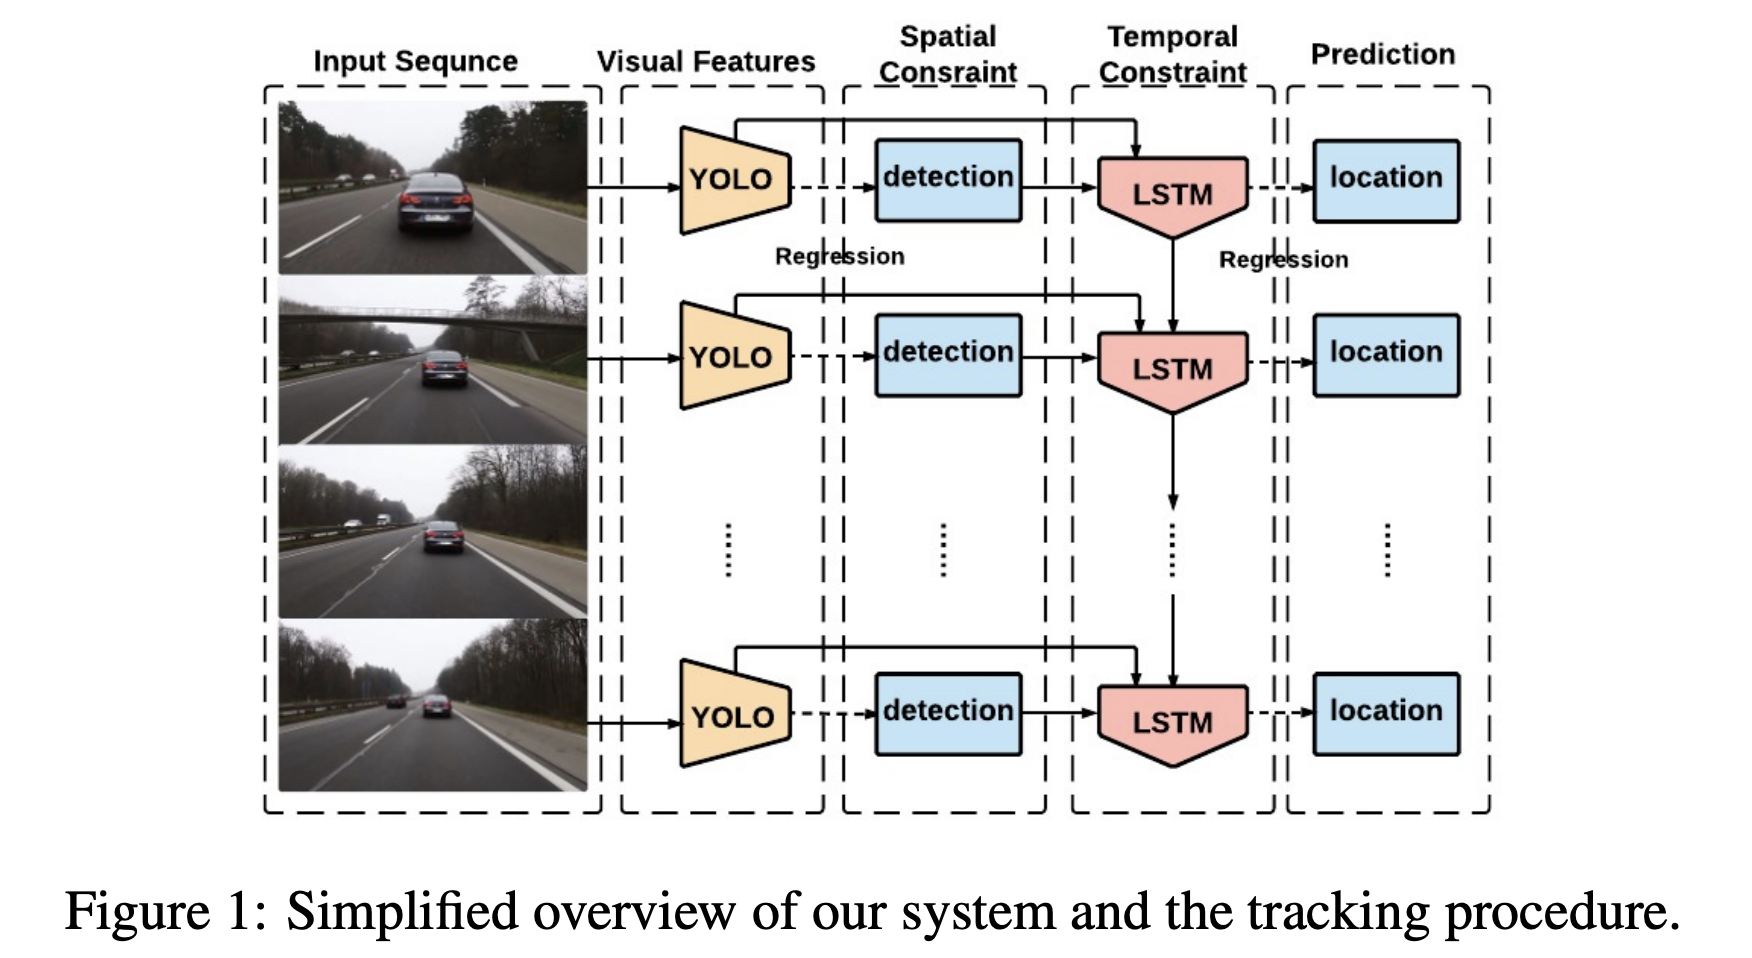 Input Sequnce
Visual Features
Spatial
Consraint
Temporal
Constraint
Prediction
YOLO
detection
LSTM
location
Regression
Regression
YOLO
detection
LSTM
location
YOLO
detection
LSTM
location
Figure 1: Simplified overview of our system and the tracking procedure.